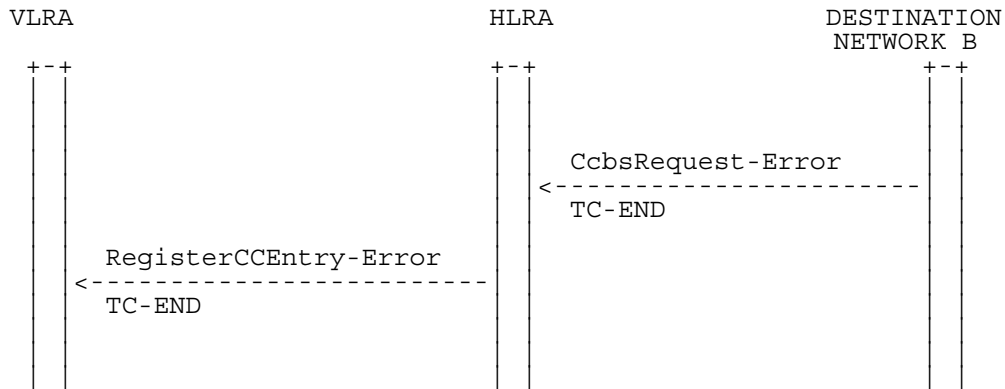 VLRA HLRA DESTINATION
NETWORK B
CcbsRequest-Error
TC-END
RegisterCCEntry-Error
TC-END